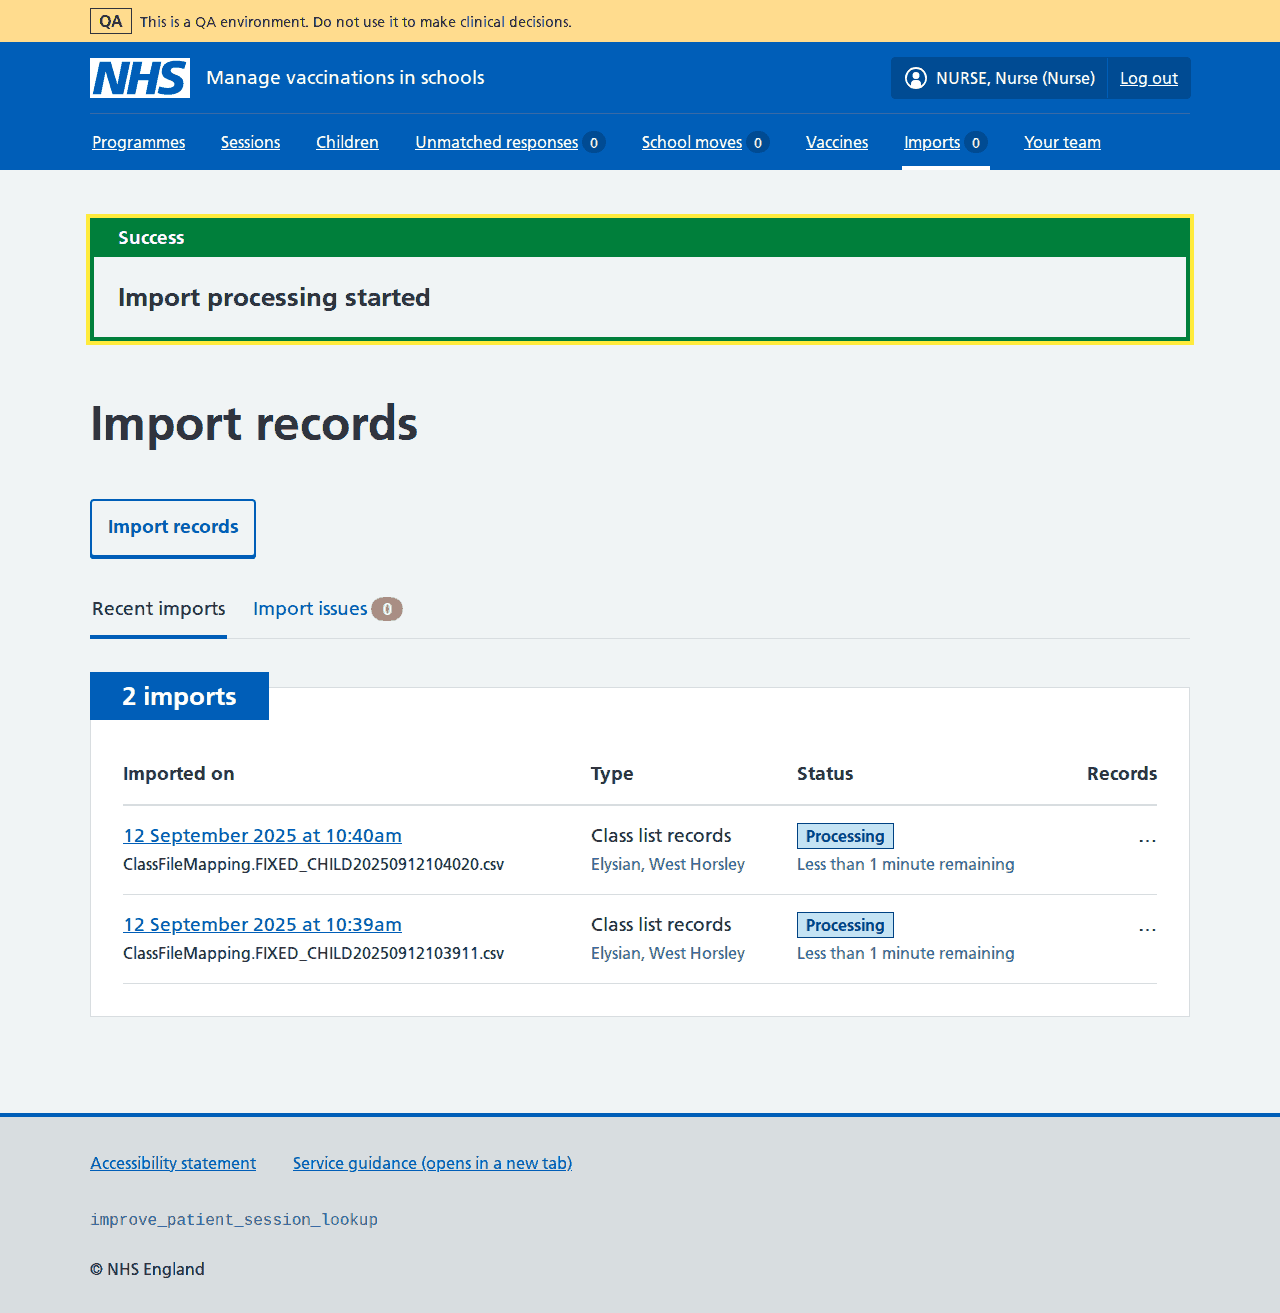 QA This is a QA environment. Do not use it to make clinical decisions.
NHS Manage vaccinations in schools NURSE, Nurse (Nurse) Log out
Programmes Sessions Children Unmatched responses 0 School moves 0 Vaccines Imports 0 Your team
Success
Import processing started
Import records
Import records
Recent imports Import issues 0
2 imports
Imported on Type Status Records
12 September 2025 at 10:40am Class list records Processing ...
ClassFileMapping.FIXED_CHILD20250912104020.csv Elysian, West Horsley Less than 1 minute remaining
12 September 2025 at 10:39am Class list records Processing ...
ClassFileMapping.FIXED_CHILD20250912103911.csv Elysian, West Horsley Less than 1 minute remaining
Accessibility statement Service guidance (opens in a new tab)
improve_patient_session_lookup
© NHS England